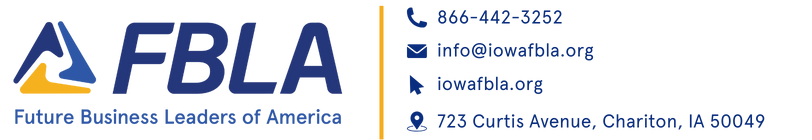 FBLA
Future Business Leaders of America
866-442-3252
info@iowafbla.org
iowafbla.org
723 Curtis Avenue, Chariton, IA 50049